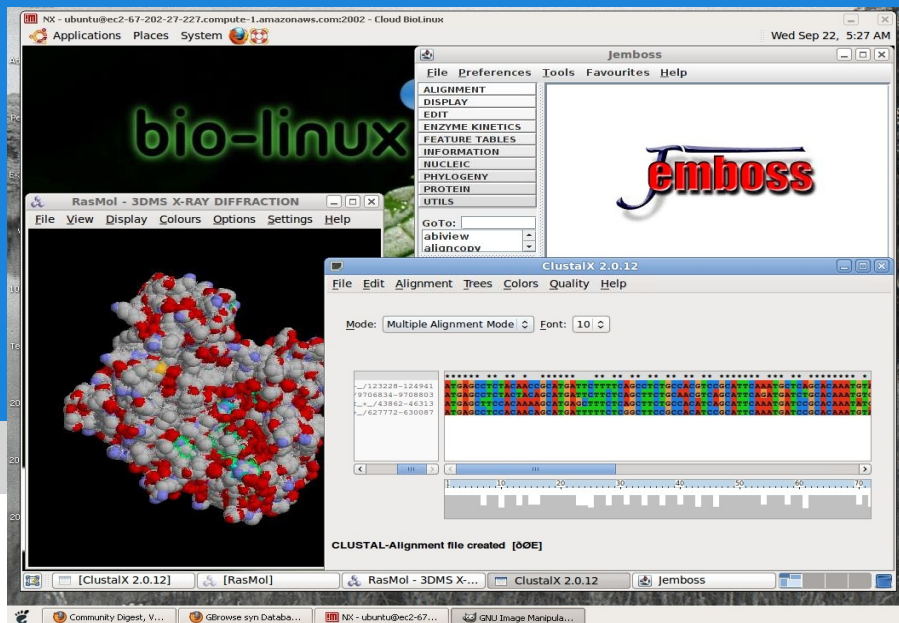 NX - ubuntu@ec2-67-202-27-227.compute-1.amazonaws.com:2002 - Cloud BioLinux
Applications Places System Wed Sep 22, 5:27 AM
bio-linux
Jemboss
File Preferences Tools Favourites Help
ALIGNMENT
DISPLAY
EDIT
ENZYME KINETICS
FEATURE TABLES
INFORMATION
NUCLEIC
PHYLOGENY
PROTEIN
UTILS
GoTo:
abiview
aligncopy
Jemboss
RasMol - 3DMS X-RAY DIFFRACTION
File View Display Colours Options Settings Help
ClustalX 2.0.12
File Edit Alignment Trees Colors Quality Help
Mode: Multiple Alignment Mode Font: 10
_/123228-124941
9706834-9708803
_/43862-46313
_/627772-630087
1 10 20 30 40 50 60 70
CLUSTAL-Alignment file created [ðØE]
[ClustalX 2.0.12] [RasMol] RasMol - 3DMS X-... ClustalX 2.0.12 Jemboss
Community Digest, V... GBrowse syn Databa... NX - ubuntu@ec2-67... GNU Image Manipula...